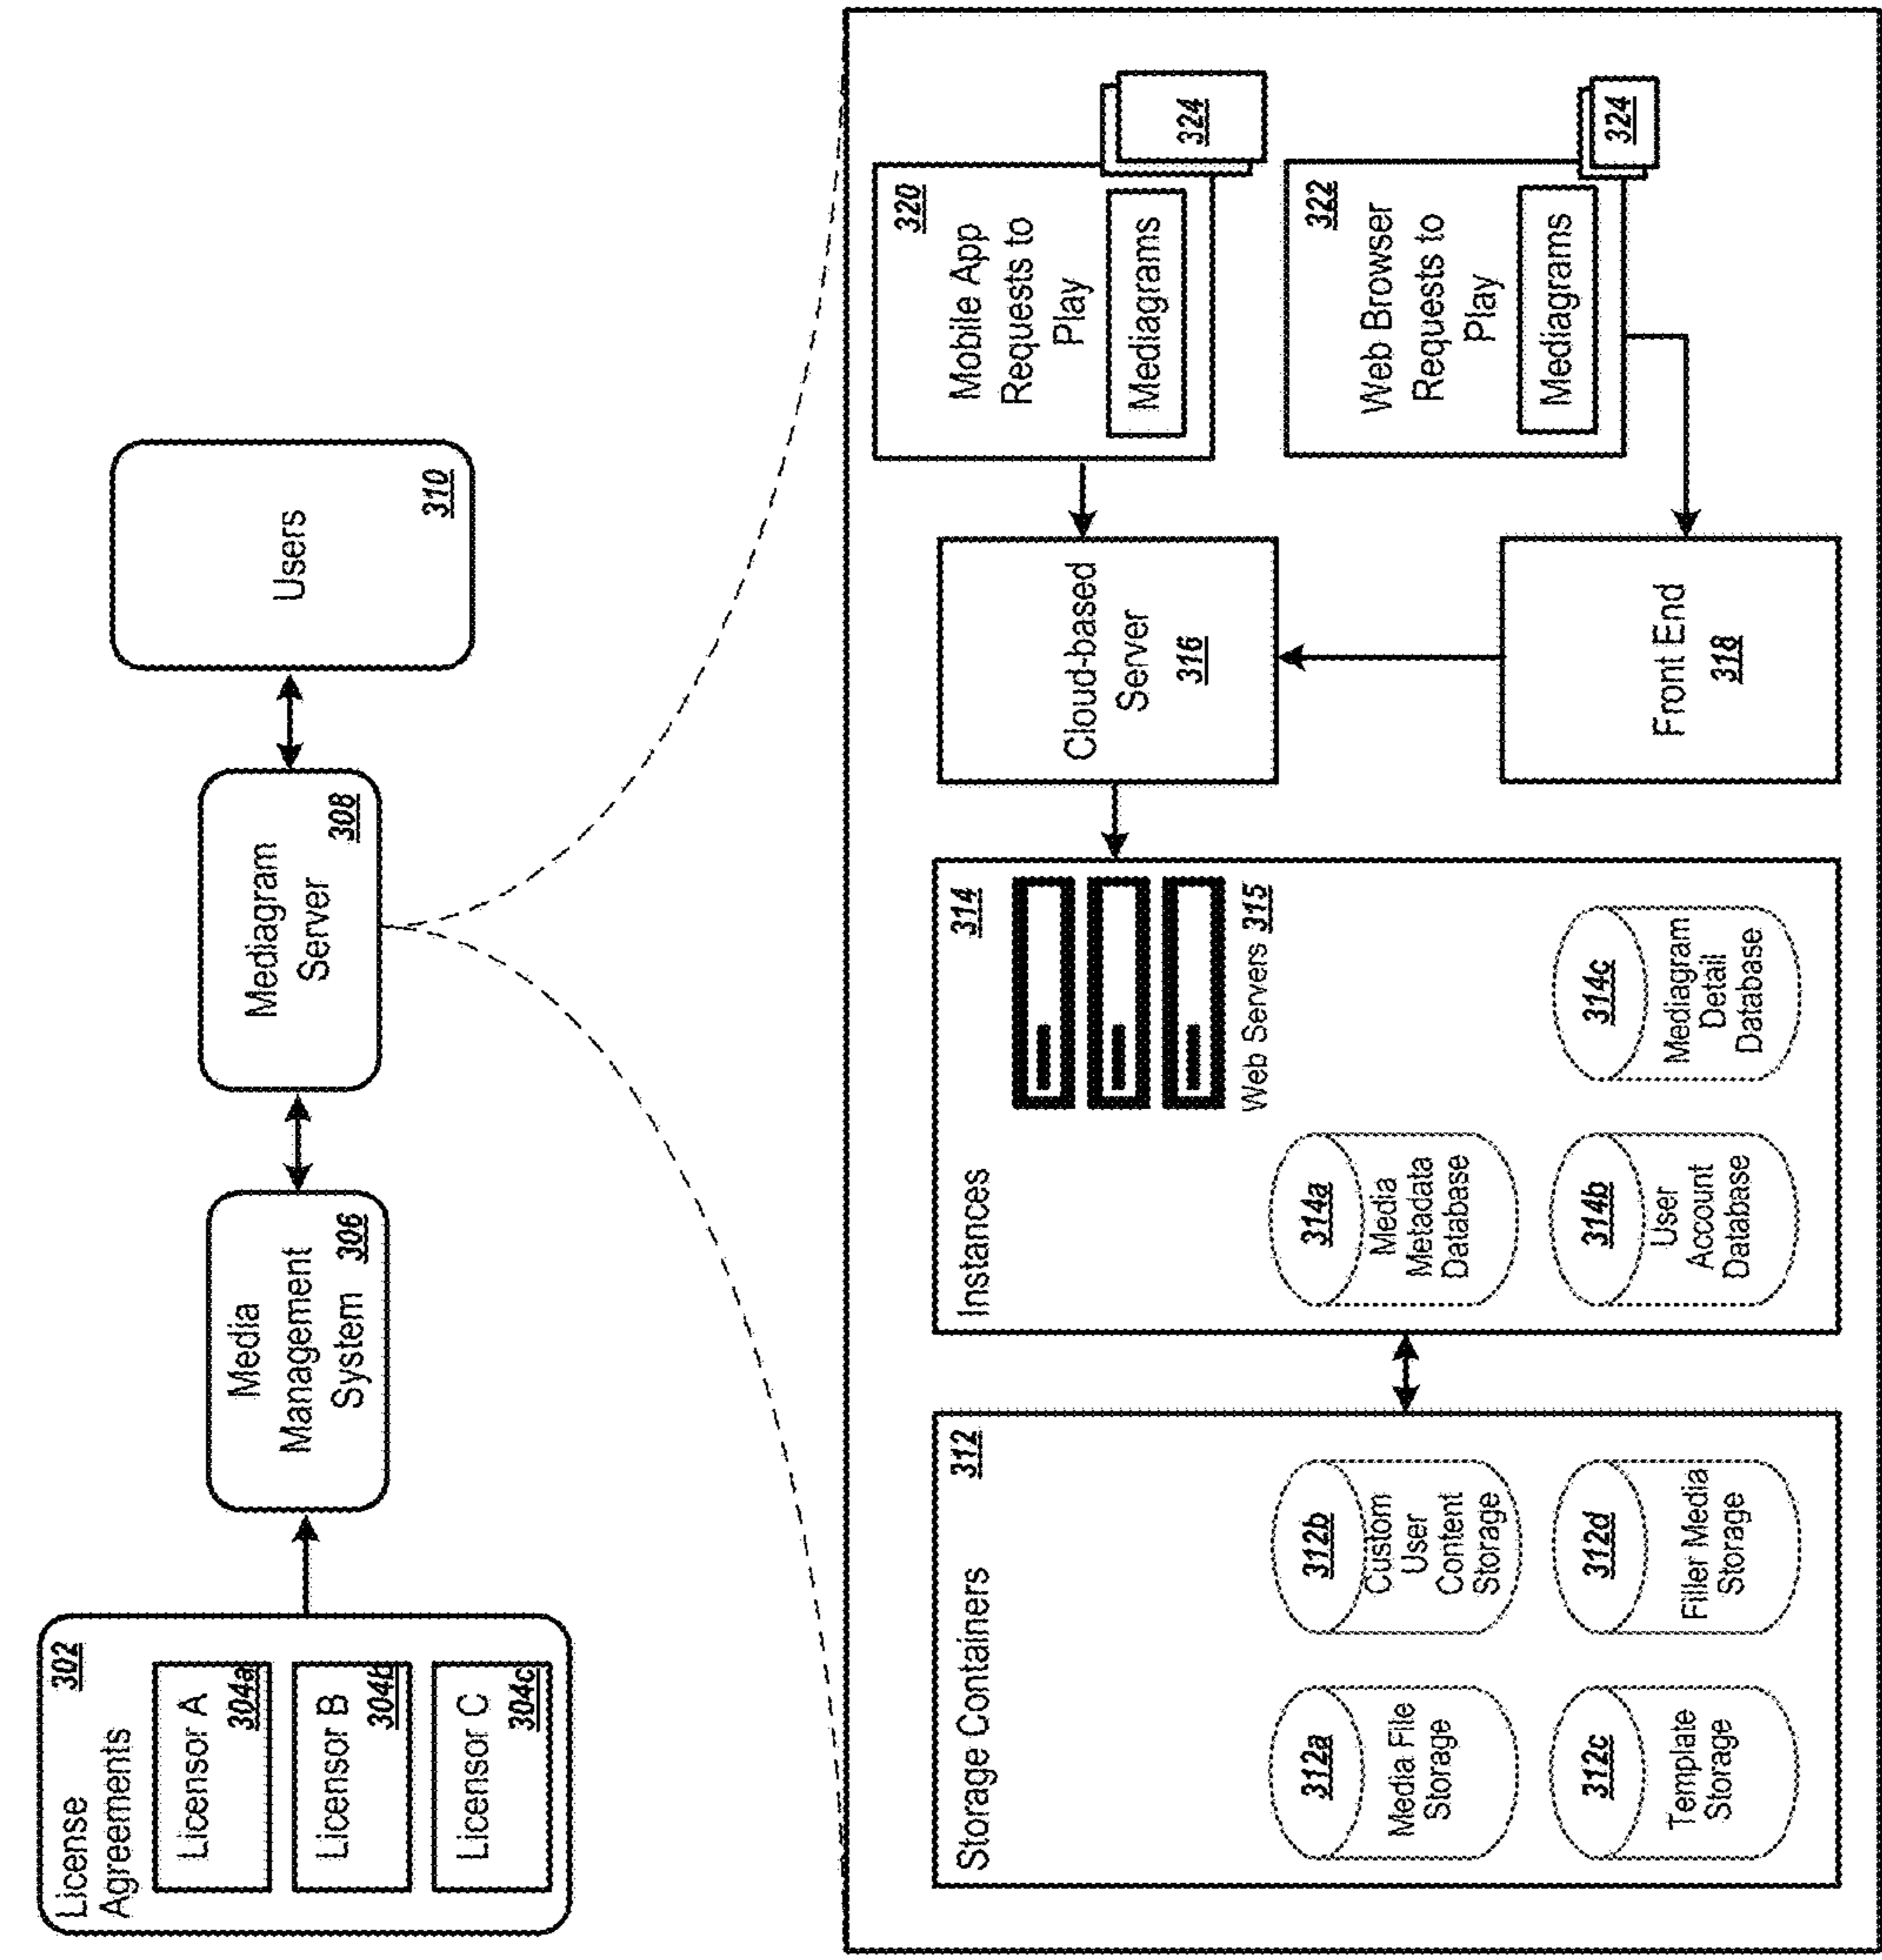 License
Agreements
302
Licensor A
304a
Licensor B
304b
Licensor C
304c
Media
Management
System 306
Mediagram
Server
308
Users
310
Storage Containers
312
312a
Media File
Storage
312b
Custom
User
Content
Storage
312c
Template
Storage
312d
Filler Media
Storage
Instances
314
Web Servers 315
314a
Media
Metadata
Database
314b
User
Account
Database
314c
Mediagram
Detail
Database
Cloud-based
Server
316
Front End
318
320
Mobile App
Requests to
Play
Mediagrams
324
322
Web Browser
Requests to
Play
Mediagrams
324